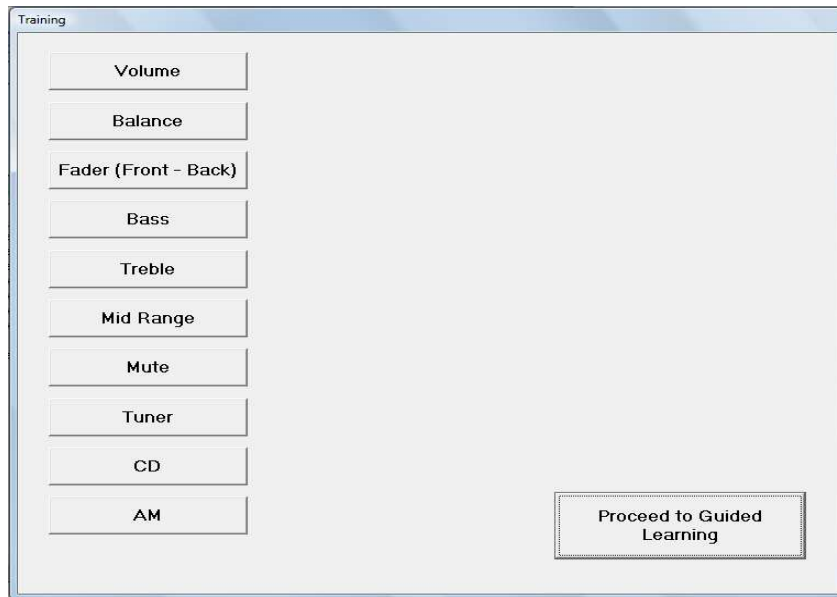 Training
Volume
Balance
Fader (Front - Back)
Bass
Treble
Mid Range
Mute
Tuner
CD
AM
Proceed to Guided
Learning